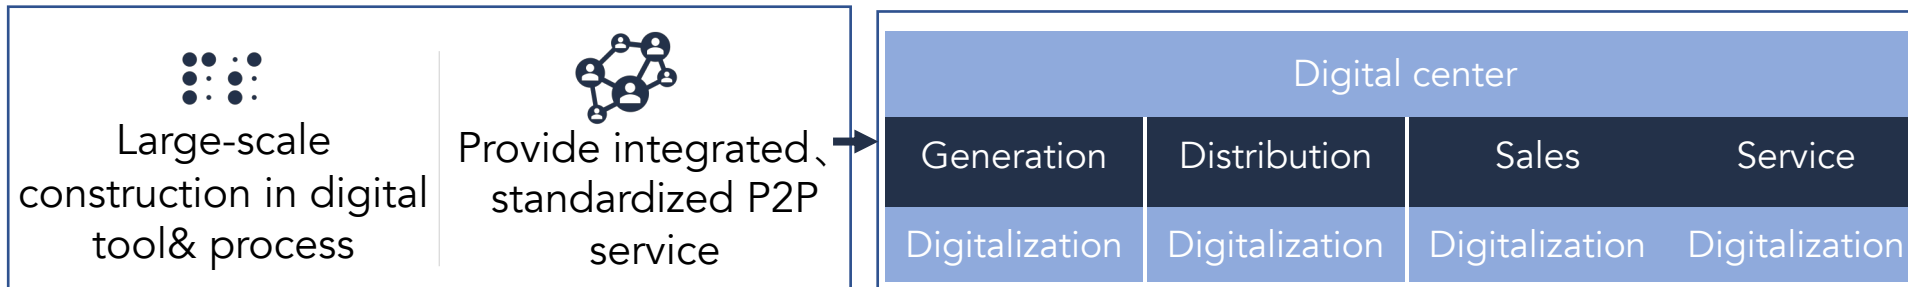 Large-scale
construction in digital
tool& process
Provide integrated、
standardized P2P
service
Digital center
Generation Distribution Sales Service
Digitalization Digitalization Digitalization Digitalization